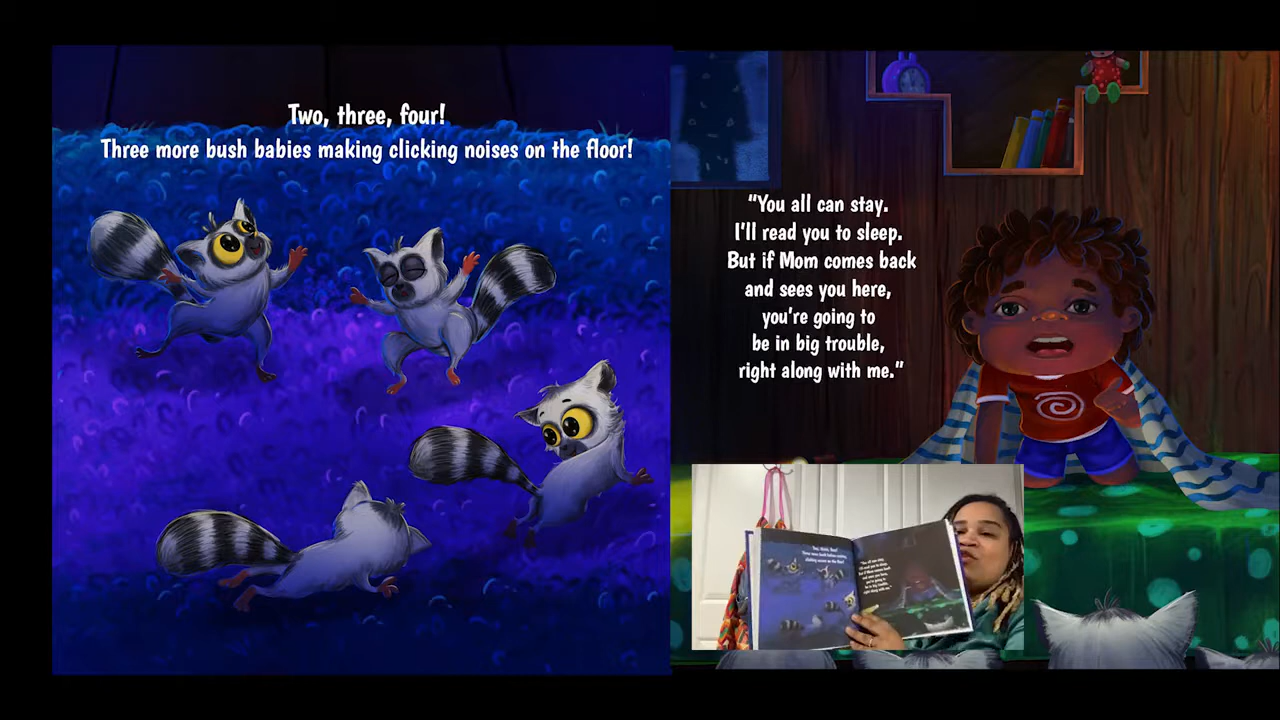 Two, three, four!
Three more bush babies making clicking noises on the floor!
“You all can stay.
I’ll read you to sleep.
But if Mom comes back
and sees you here,
you’re going to
be in big trouble,
right along with me.”